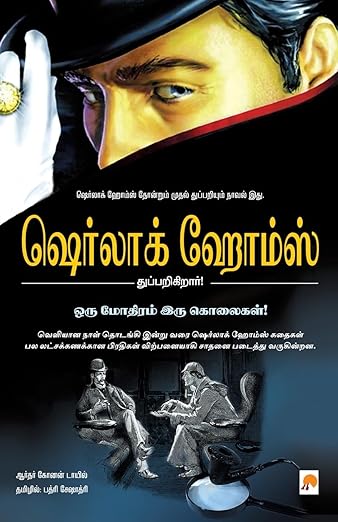 ஷெர்லாக் ஹோம்ஸ் தோன்றும் முதல் துப்பறியும் நாவல் இது.
ஷெர்லாக் ஹோம்ஸ்
துப்பறிகிறார்!
ஒரு மோதிரம் இரு கொலைகள்!
வெளியான நாள் தொடங்கி இன்று வரை ஷெர்லாக் ஹோம்ஸ் கதைகள்
பல லட்சக்கணக்கான பிரதிகள் விற்பனையாகி சாதனை படைத்து வருகின்றன.
ஆர்தர் கோனன் டாயில்
தமிழில்: பத்ரி சேஷாத்ரி